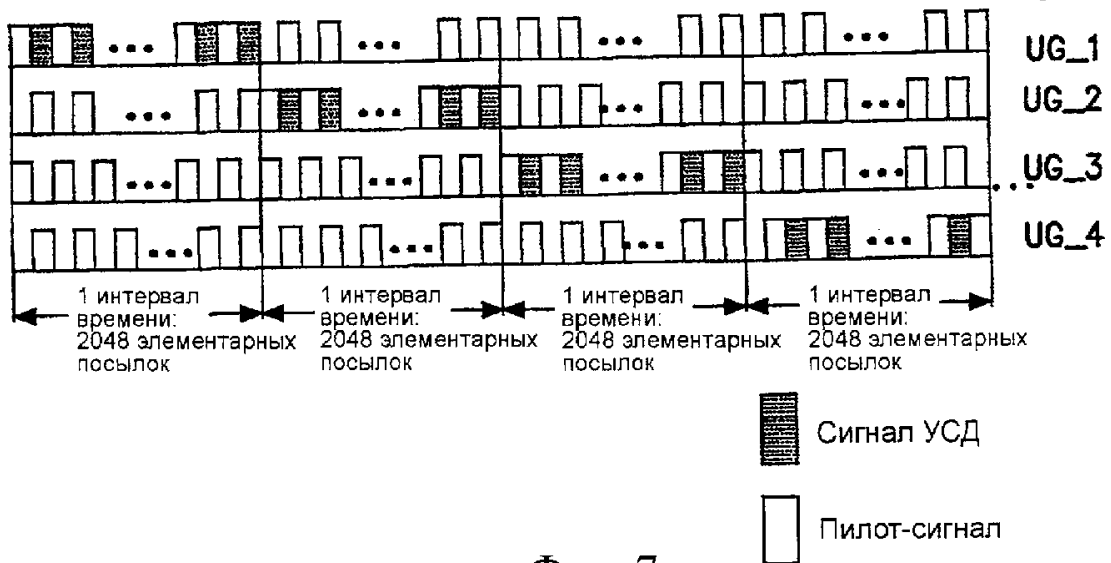 UG_1
UG_2
UG_3
UG_4
1 интервал времени: 2048 элементарных посылок
1 интервал времени: 2048 элементарных посылок
1 интервал времени: 2048 элементарных посылок
1 интервал времени: 2048 элементарных посылок
Сигнал УСД
Пилот-сигнал